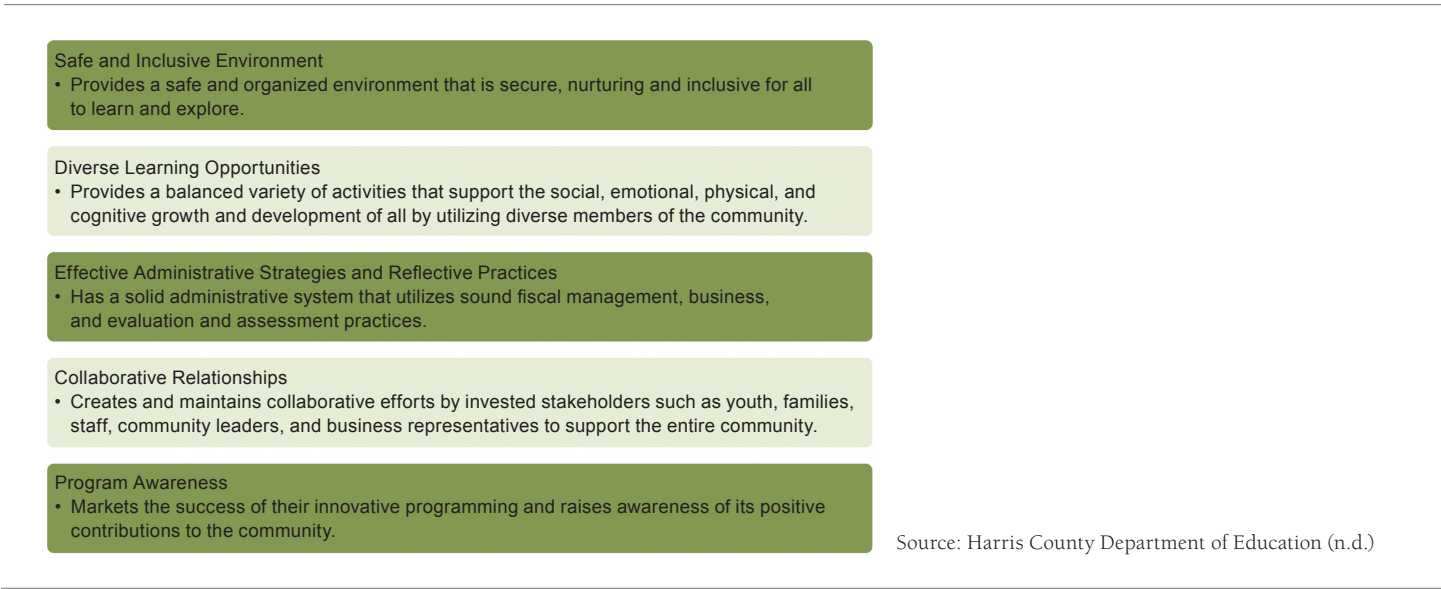 Safe and Inclusive Environment
• Provides a safe and organized environment that is secure, nurturing and inclusive for all
to learn and explore.
Diverse Learning Opportunities
• Provides a balanced variety of activities that support the social, emotional, physical, and
cognitive growth and development of all by utilizing diverse members of the community.
Effective Administrative Strategies and Reflective Practices
• Has a solid administrative system that utilizes sound fiscal management, business,
and evaluation and assessment practices.
Collaborative Relationships
• Creates and maintains collaborative efforts by invested stakeholders such as youth, families,
staff, community leaders, and business representatives to support the entire community.
Program Awareness
• Markets the success of their innovative programming and raises awareness of its positive
contributions to the community.
Source: Harris County Department of Education (n.d.)